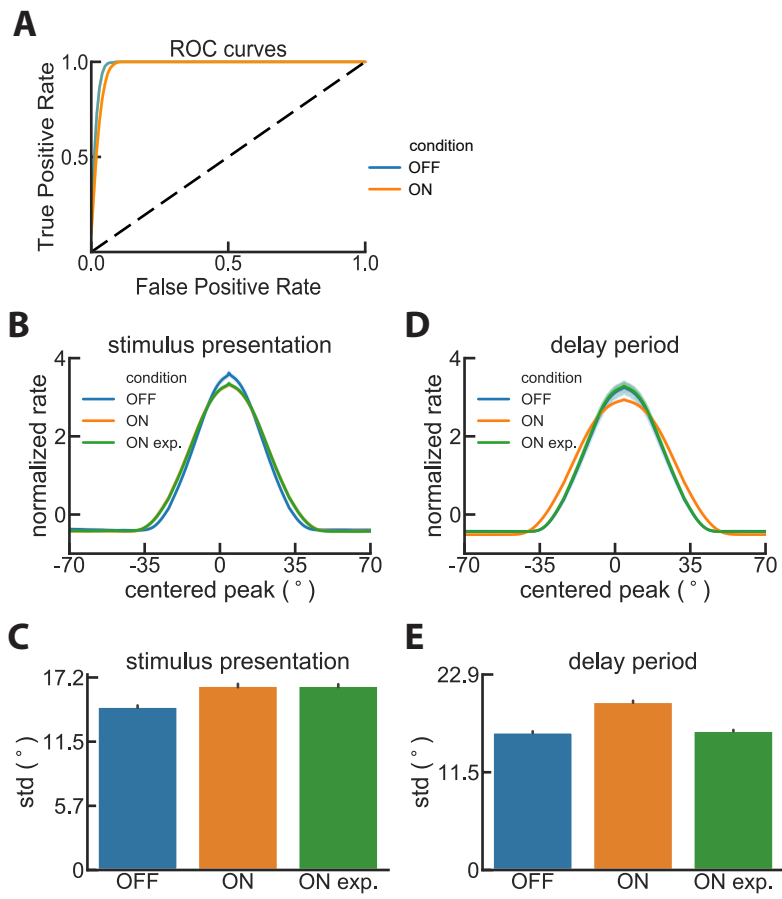 A
ROC curves
True Positive Rate
1.0
0.5
0.0
0.5
1.0
False Positive Rate
condition
OFF
ON
B
stimulus presentation
normalized rate
4
2
0
condition
OFF
ON
ON exp.
-70
-35
0
35
70
centered peak ( ° )
D
delay period
normalized rate
4
2
0
condition
OFF
ON
ON exp.
-70
-35
0
35
70
centered peak ( ° )
C
stimulus presentation
std ( ° )
17.2
11.5
5.7
0
OFF
ON
ON exp.
E
delay period
std ( ° )
22.9
11.5
0
OFF
ON
ON exp.